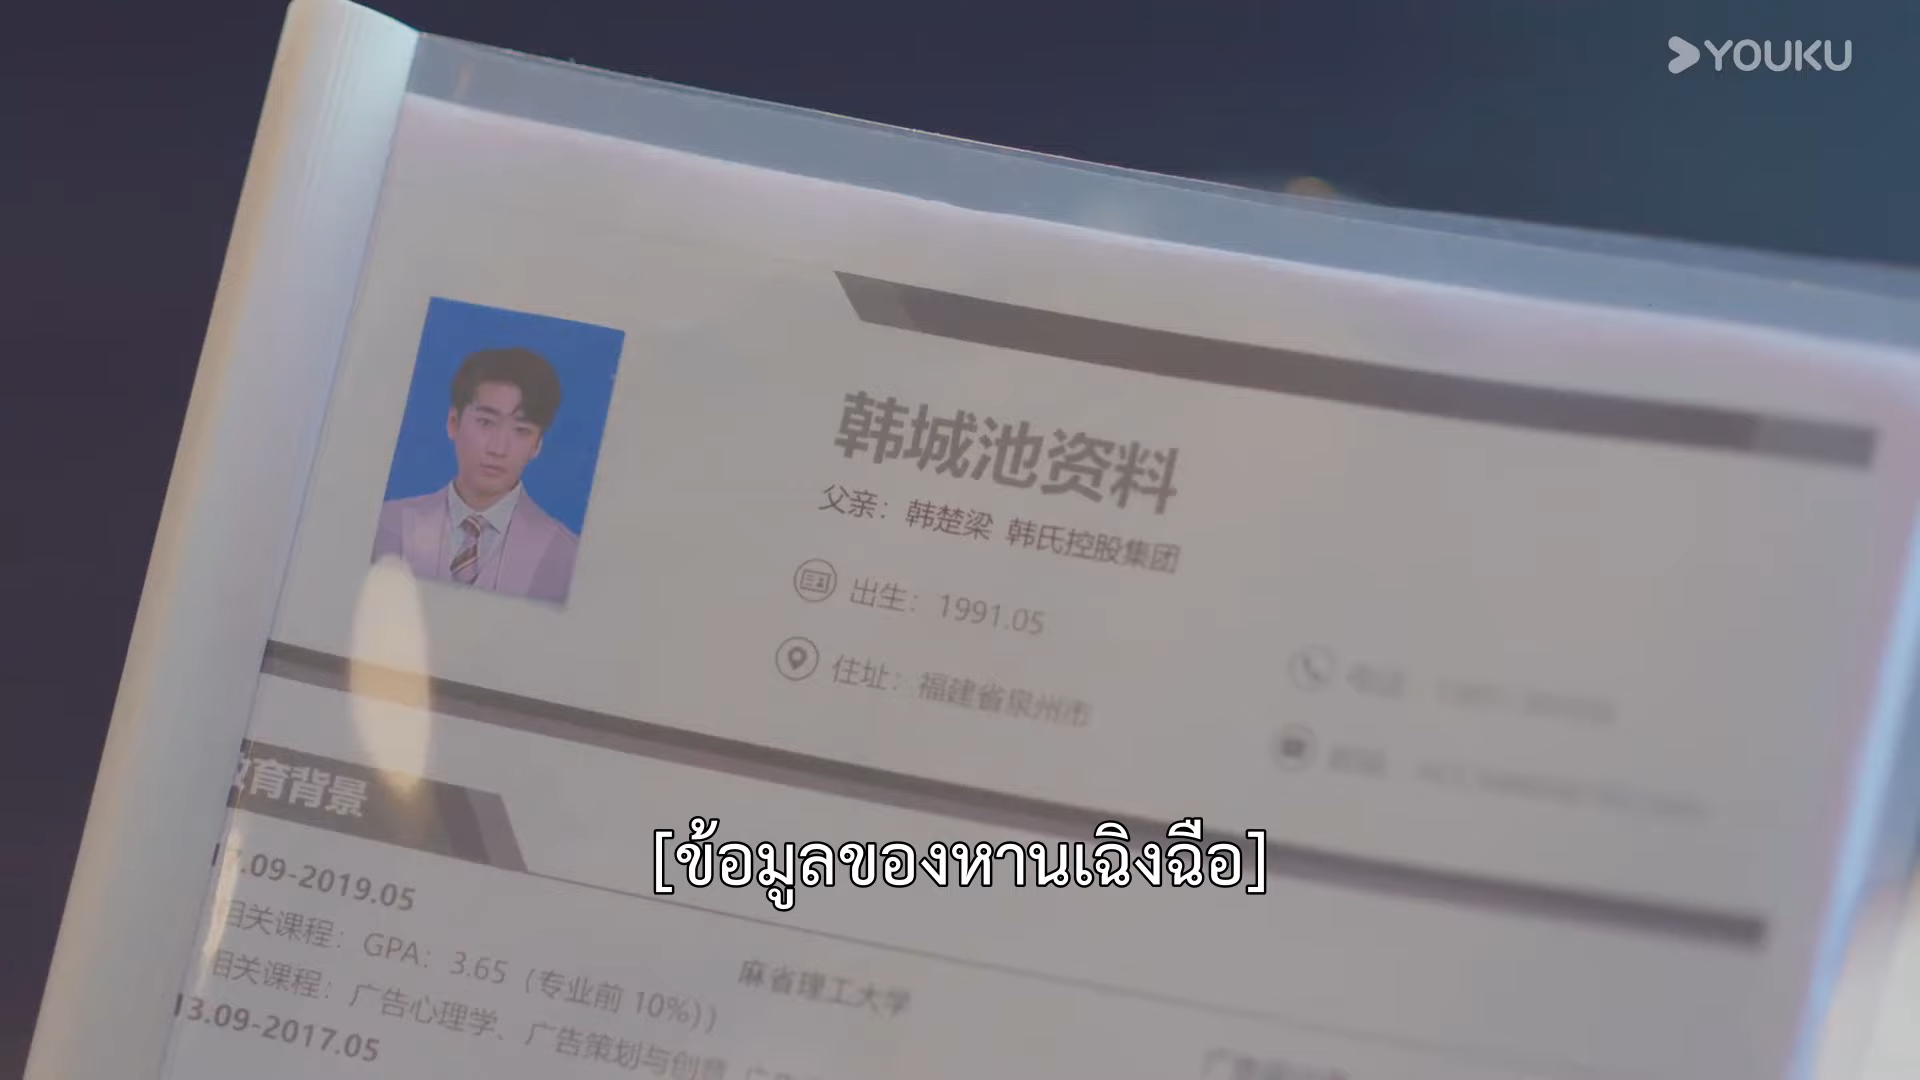 YOUKU
韩城池资料
父亲：韩楚梁 韩氏控股集团
出生：1991.05
住址：福建省泉州市
教育背景
.09-2019.05
相关课程：GPA：3.65（专业前 10%)）
麻省理工大学
相关课程：广告心理学、广告策划与创意
13.09-2017.05
[ข้อมูลของหานเฉิงฉือ]